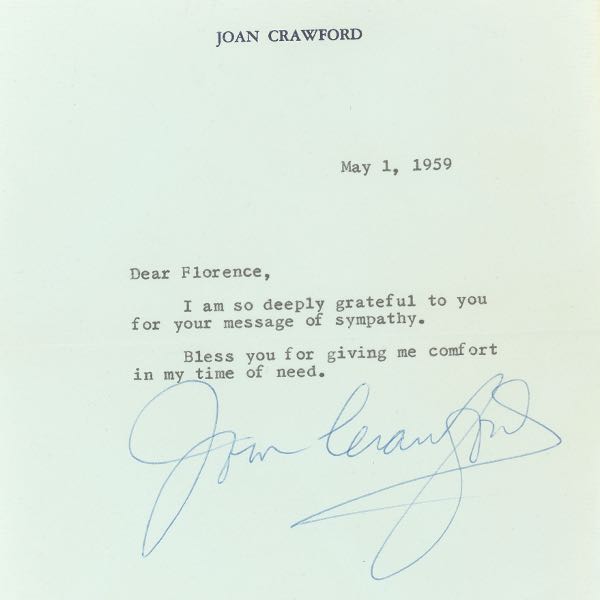 JOAN CRAWFORD
May 1, 1959
Dear Florence,
I am so deeply grateful to you
for your message of sympathy.
Bless you for giving me comfort
in my time of need.
Joan Crawford